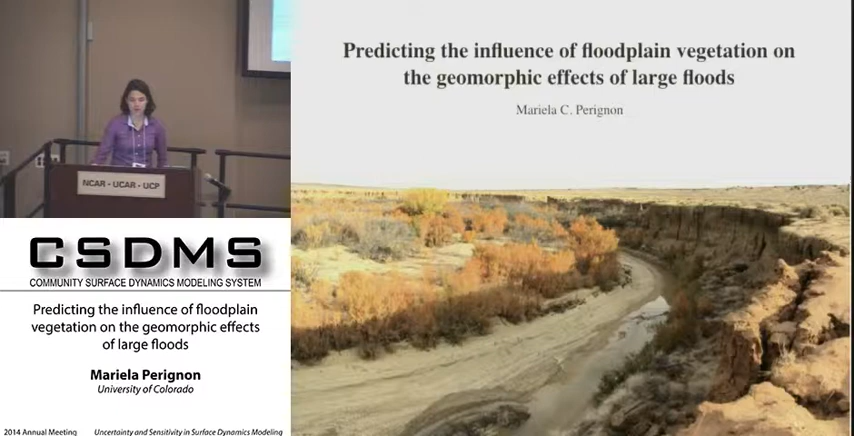 Predicting the influence of floodplain vegetation on
the geomorphic effects of large floods
Mariela C. Perignon
NCAR - UCAR - UCP
CSDMS
COMMUNITY SURFACE DYNAMICS MODELING SYSTEM
Predicting the influence of floodplain
vegetation on the geomorphic effects
of large floods
Mariela Perignon
University of Colorado
2014 Annual Meeting
Uncertainty and Sensitivity in Surface Dynamics Modeling